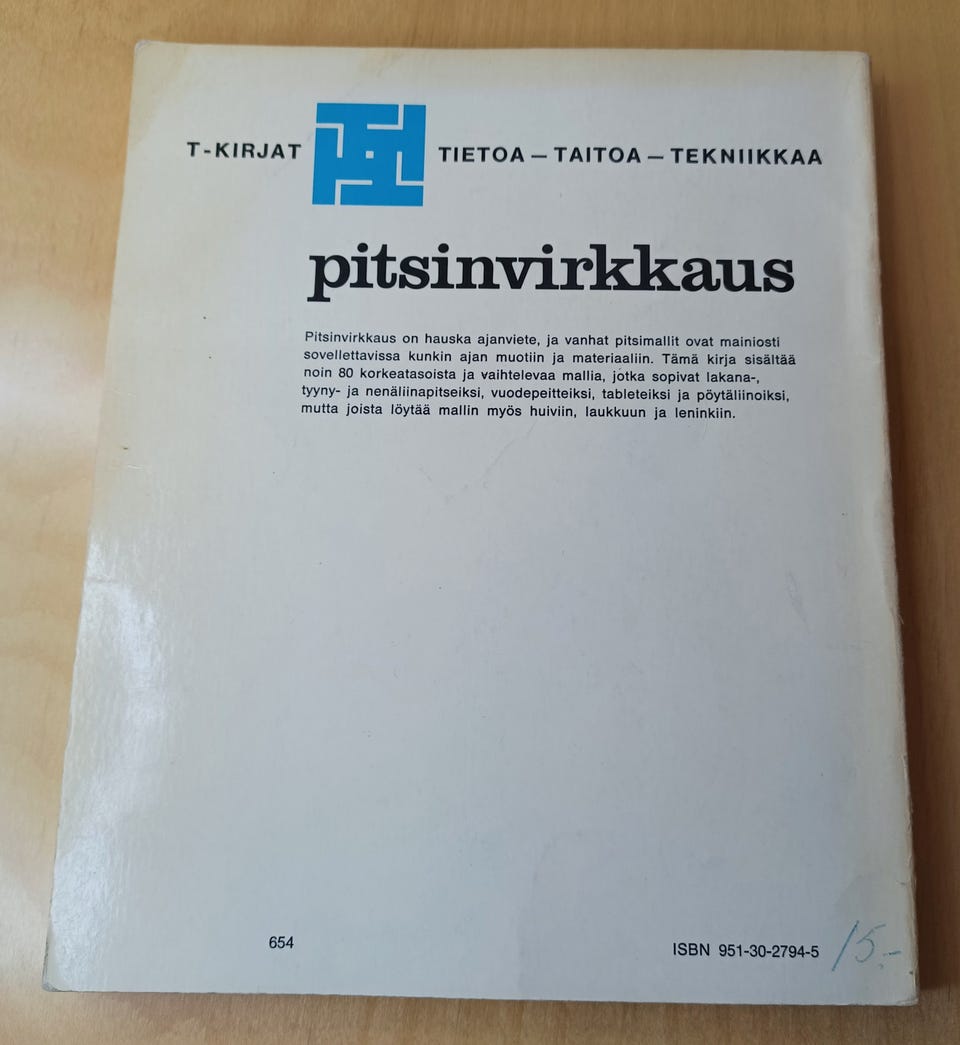 T-KIRJAT TIETOA — TAITOA — TEKNIIKKAA
pitsinvirkkaus
Pitsinvirkkaus on hauska ajanviete, ja vanhat pitsimallit ovat mainiosti
sovellettavissa kunkin ajan muotiin ja materiaaliin. Tämä kirja sisältää
noin 80 korkeatasoista ja vaihtelevaa mallia, jotka sopivat lakana-,
tyyny- ja nenäliinapitseiksi, vuodepeitteiksi, tableteiksi ja pöytäliinoiksi,
mutta joista löytää mallin myös huiviin, laukkuun ja leninkiin.
654
ISBN 951-30-2794-5
15.-